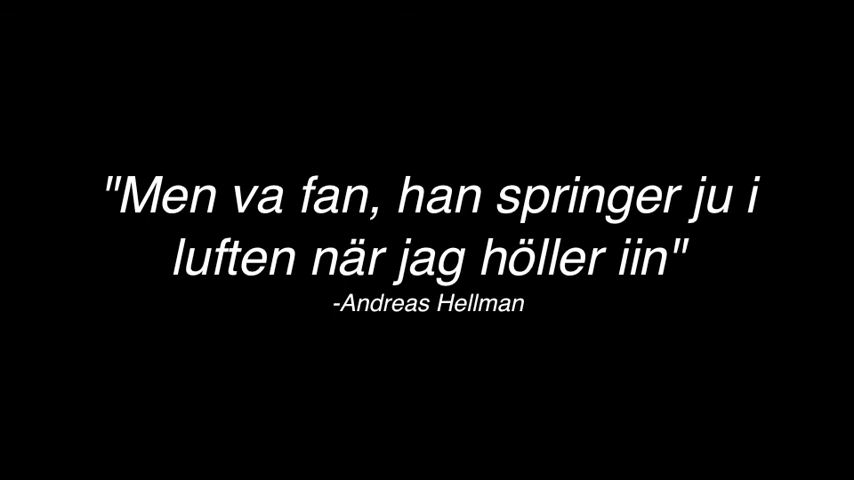 "Men va fan, han springer ju i
luften när jag höller iin"
-Andreas Hellman